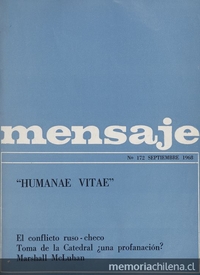 mensaje
Nº 172 SEPTIEMBRE 1968
"HUMANAE VITAE"
El conflicto ruso - checo
Toma de la Catedral ¿una profanación?
Marshall McLuhan
memoriachilena.cl